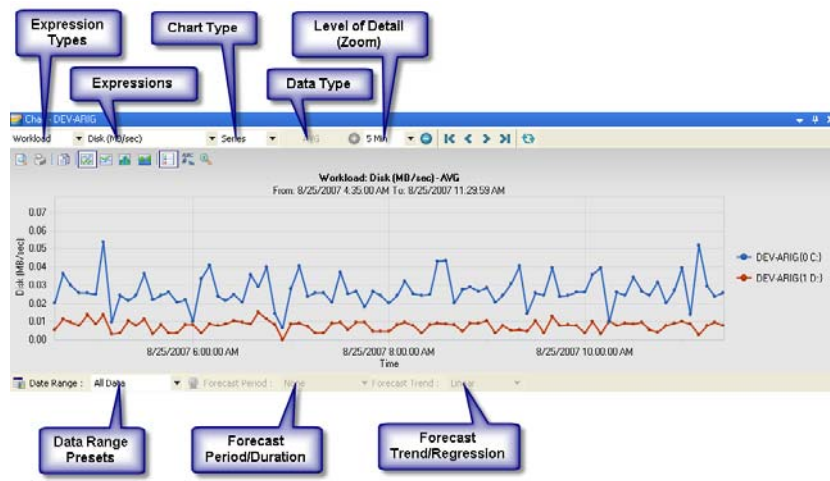 Expression
Types
Chart Type
Level of Detail
(Zoom)
Expressions
Data Type
Chart - DEV-ARIG
Workload Disk (MB/sec) Series AVG 5 Min
Workload: Disk (MB/sec) - AVG
From: 8/25/2007 4:35:00 AM To: 8/25/2007 11:29:59 AM
Disk (MB/sec)
0.07
0.06
0.05
0.04
0.03
0.02
0.01
0.00
DEV-ARIG(0 C:)
DEV-ARIG(1 D:)
8/25/2007 6:00:00 AM 8/25/2007 8:00:00 AM 8/25/2007 10:00:00 AM
Time
Date Range : All Data Forecast Period : None Forecast Trend : Linear
Data Range
Presets
Forecast
Period/Duration
Forecast
Trend/Regression